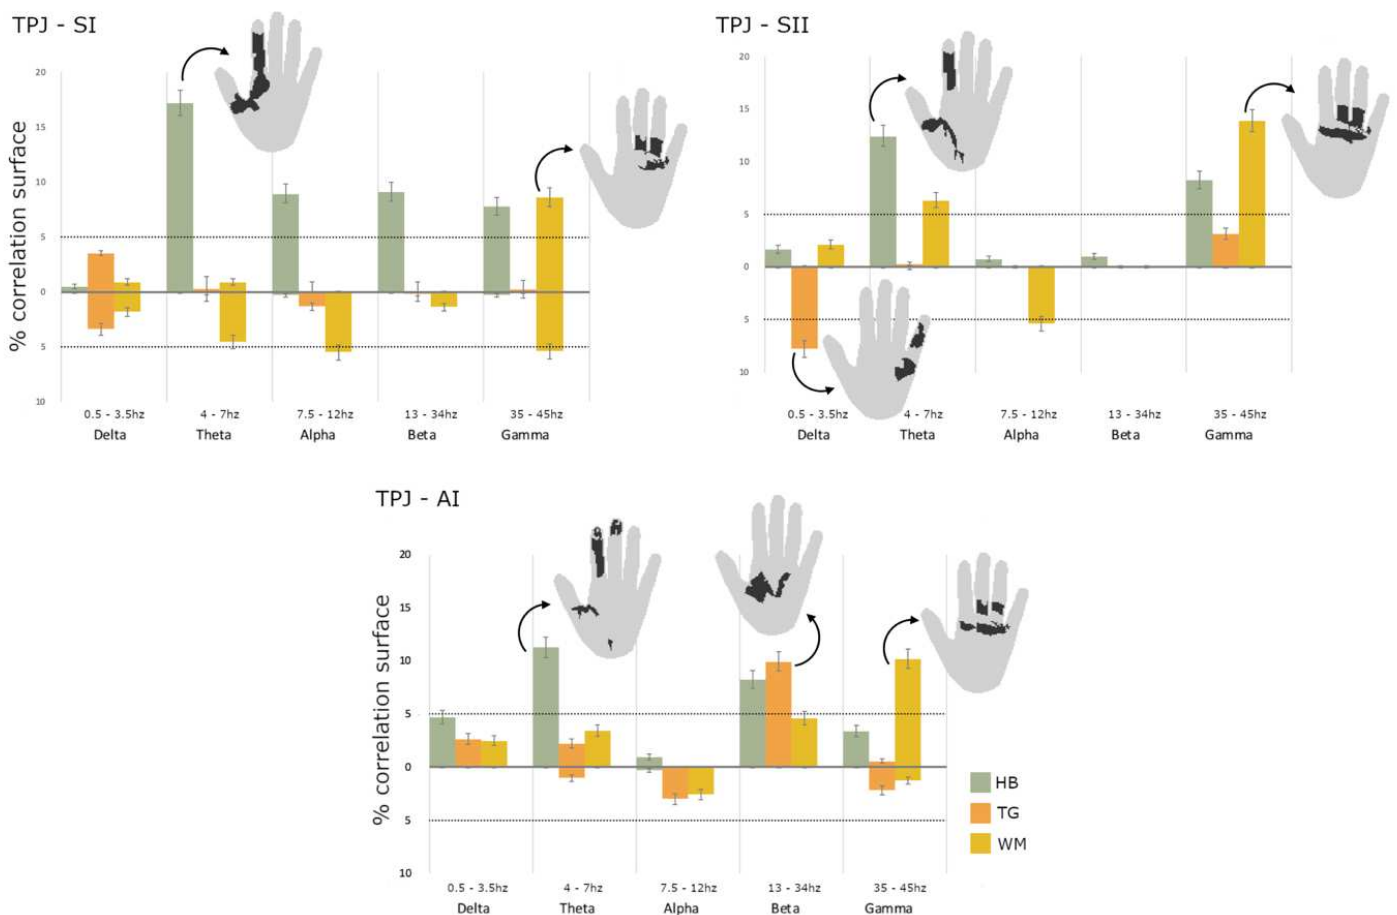 TPJ - SI
% correlation surface
20
15
10
5
0
5
10
0.5 - 3.5hz 4 - 7hz 7.5 - 12hz 13 - 34hz 35 - 45hz
Delta Theta Alpha Beta Gamma
TPJ - SII
20
15
10
5
0
5
10
0.5 - 3.5hz 4 - 7hz 7.5 - 12hz 13 - 34hz 35 - 45hz
Delta Theta Alpha Beta Gamma
TPJ - AI
% correlation surface
20
15
10
5
0
5
10
0.5 - 3.5hz 4 - 7hz 7.5 - 12hz 13 - 34hz 35 - 45hz
Delta Theta Alpha Beta Gamma
HB
TG
WM